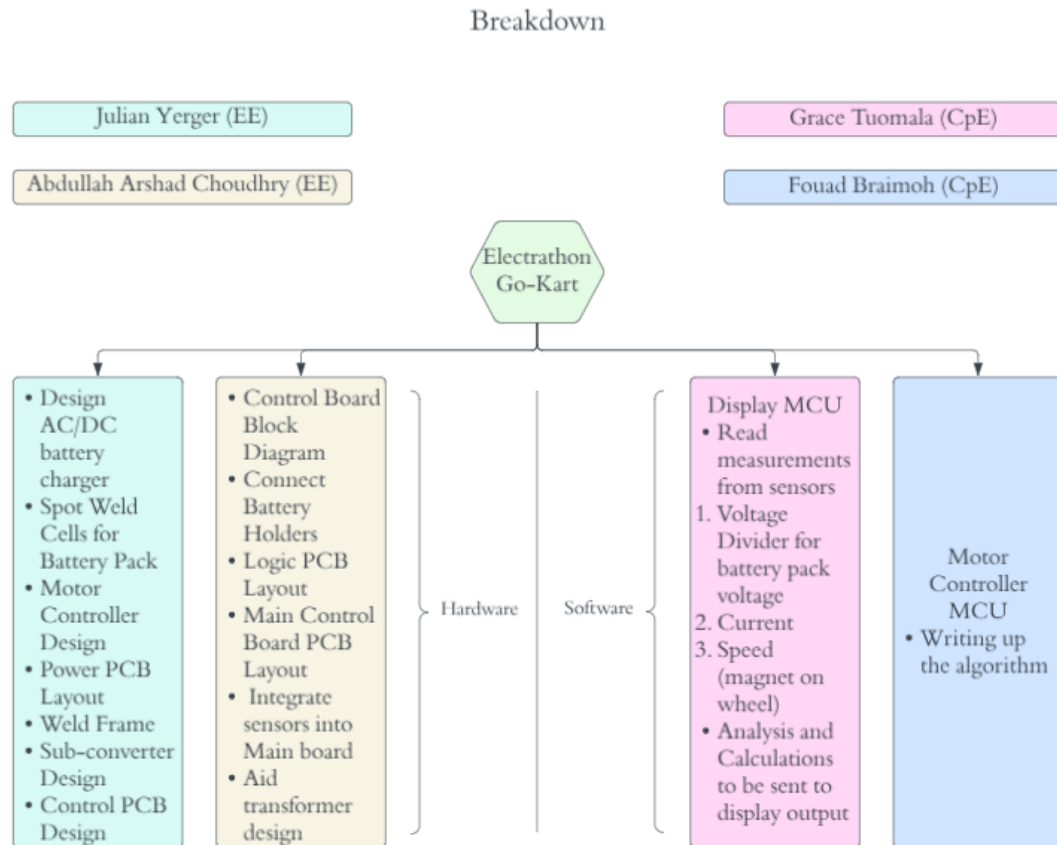 Breakdown
Julian Yerger (EE)
Grace Tuomala (CpE)
Abdullah Arshad Choudhry (EE)
Fouad Braimoh (CpE)
Electrathon
Go-Kart
• Design
AC/DC
battery
charger
• Spot Weld
Cells for
Battery Pack
• Motor
Controller
Design
• Power PCB
Layout
• Weld Frame
• Sub-converter
Design
• Control PCB
Design
• Control Board
Block
Diagram
• Connect
Battery
Holders
• Logic PCB
Layout
• Main Control
Board PCB
Layout
• Integrate
sensors into
Main board
• Aid
transformer
design
Hardware
Software
Display MCU
• Read
measurements
from sensors
1. Voltage
Divider for
battery pack
voltage
2. Current
3. Speed
(magnet on
wheel)
• Analysis and
Calculations
to be sent to
display output
Motor
Controller
MCU
• Writing up
the algorithm